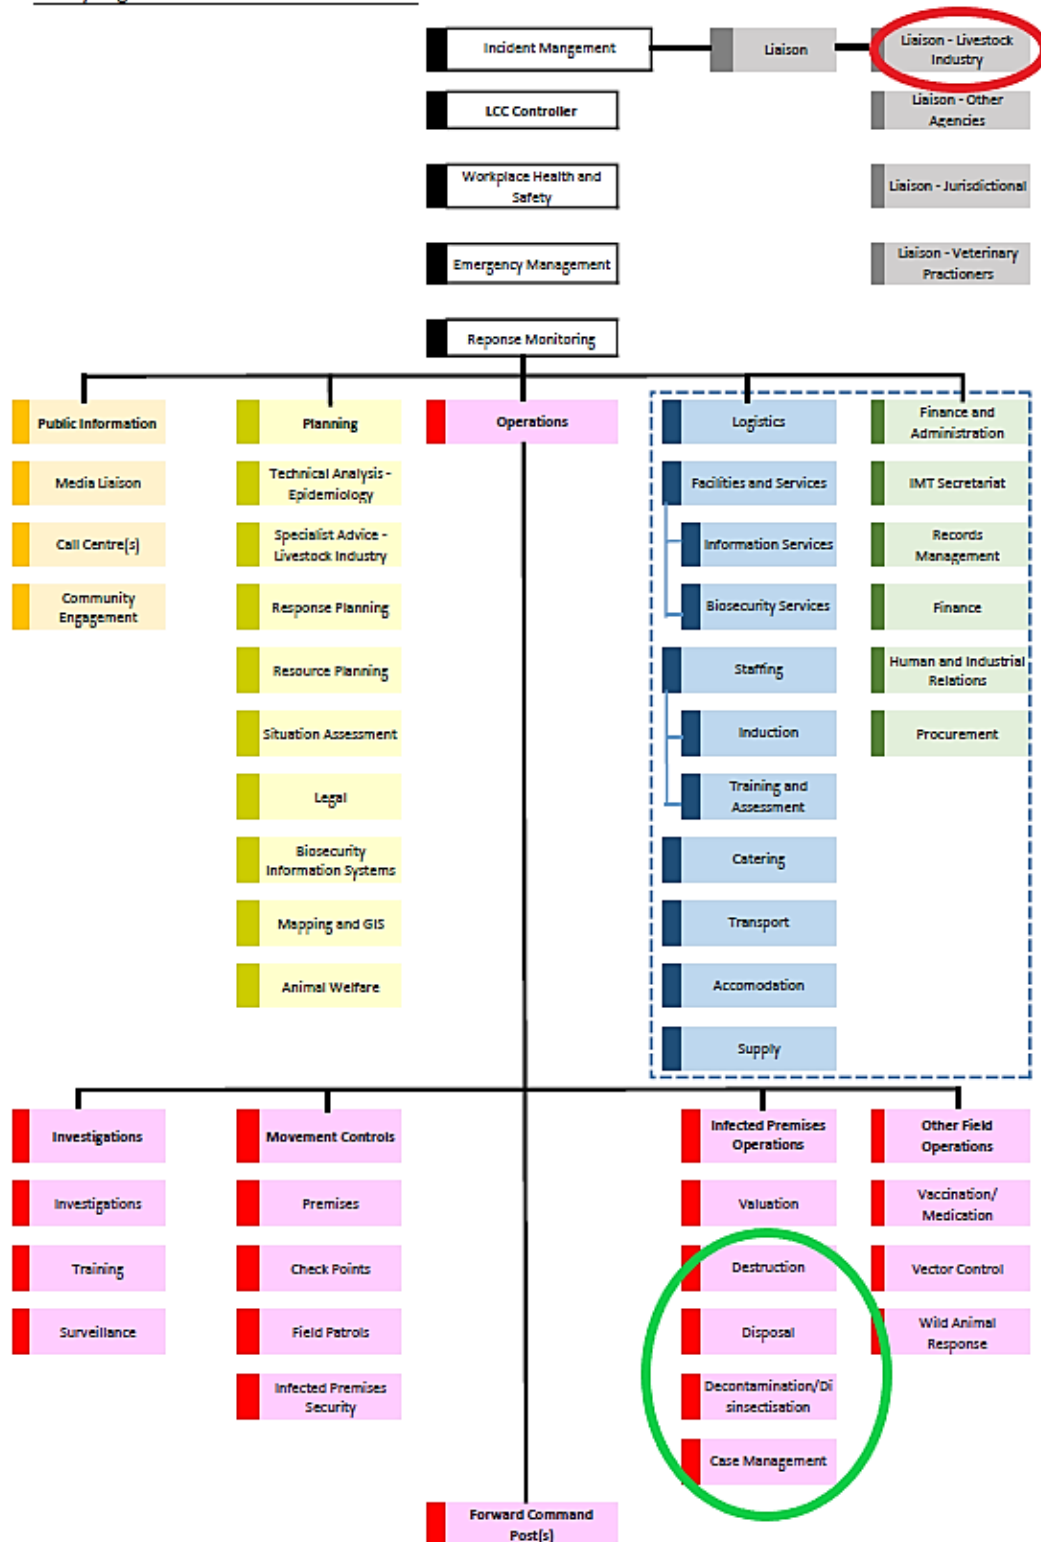 Incident Mangement
Liaison
Liaison - Livestock
Industry
LCC Controller
Liaison - Other
Agencies
Workplace Health and
Safety
Liaison - Jurisdictional
Emergency Management
Liaison - Veterinary
Practioners
Reponse Monitoring
Public Information
Media Liaison
Call Centre(s)
Community
Engagement
Planning
Technical Analysis -
Epidemiology
Specialist Advice -
Livestock Industry
Response Planning
Resource Planning
Situation Assessment
Legal
Biosecurity
Information Systems
Mapping and GIS
Animal Welfare
Operations
Logistics
Facilities and Services
Information Services
Biosecurity Services
Staffing
Induction
Training and
Assessment
Catering
Transport
Accomodation
Supply
Finance and
Administration
IMT Secretariat
Records
Management
Finance
Human and Industrial
Relations
Procurement
Investigations
Investigations
Training
Surveillance
Movement Controls
Premises
Check Points
Field Patrols
Infected Premises
Security
Infected Premises
Operations
Valuation
Destruction
Disposal
Decontamination/Di
sinsectisation
Case Management
Other Field
Operations
Vaccination/
Medication
Vector Control
Wild Animal
Response
Forward Command
Post(s)